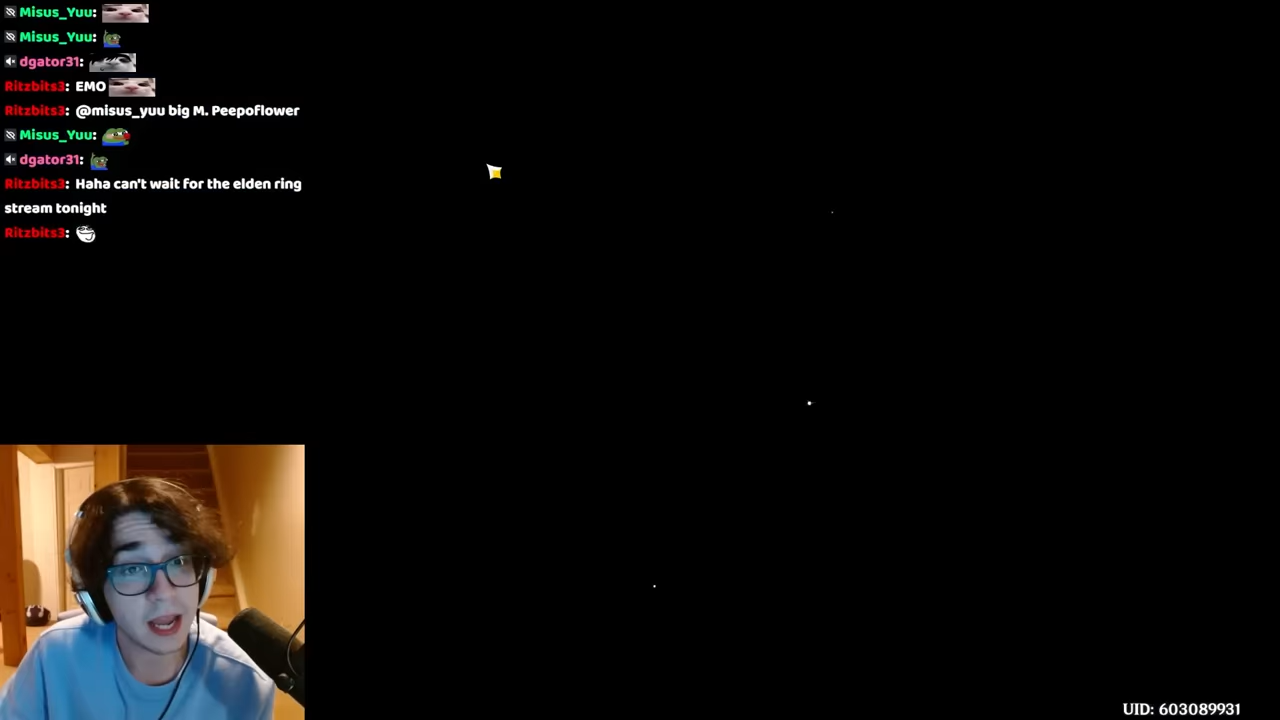 Misus_Yuu:
Misus_Yuu:
dgator31:
Ritzbits3: EMO
Ritzbits3: @misus_yuu big M. Peepoflower
Misus_Yuu:
dgator31:
Ritzbits3: Haha can't wait for the elden ring
stream tonight
Ritzbits3:
UID: 603089931